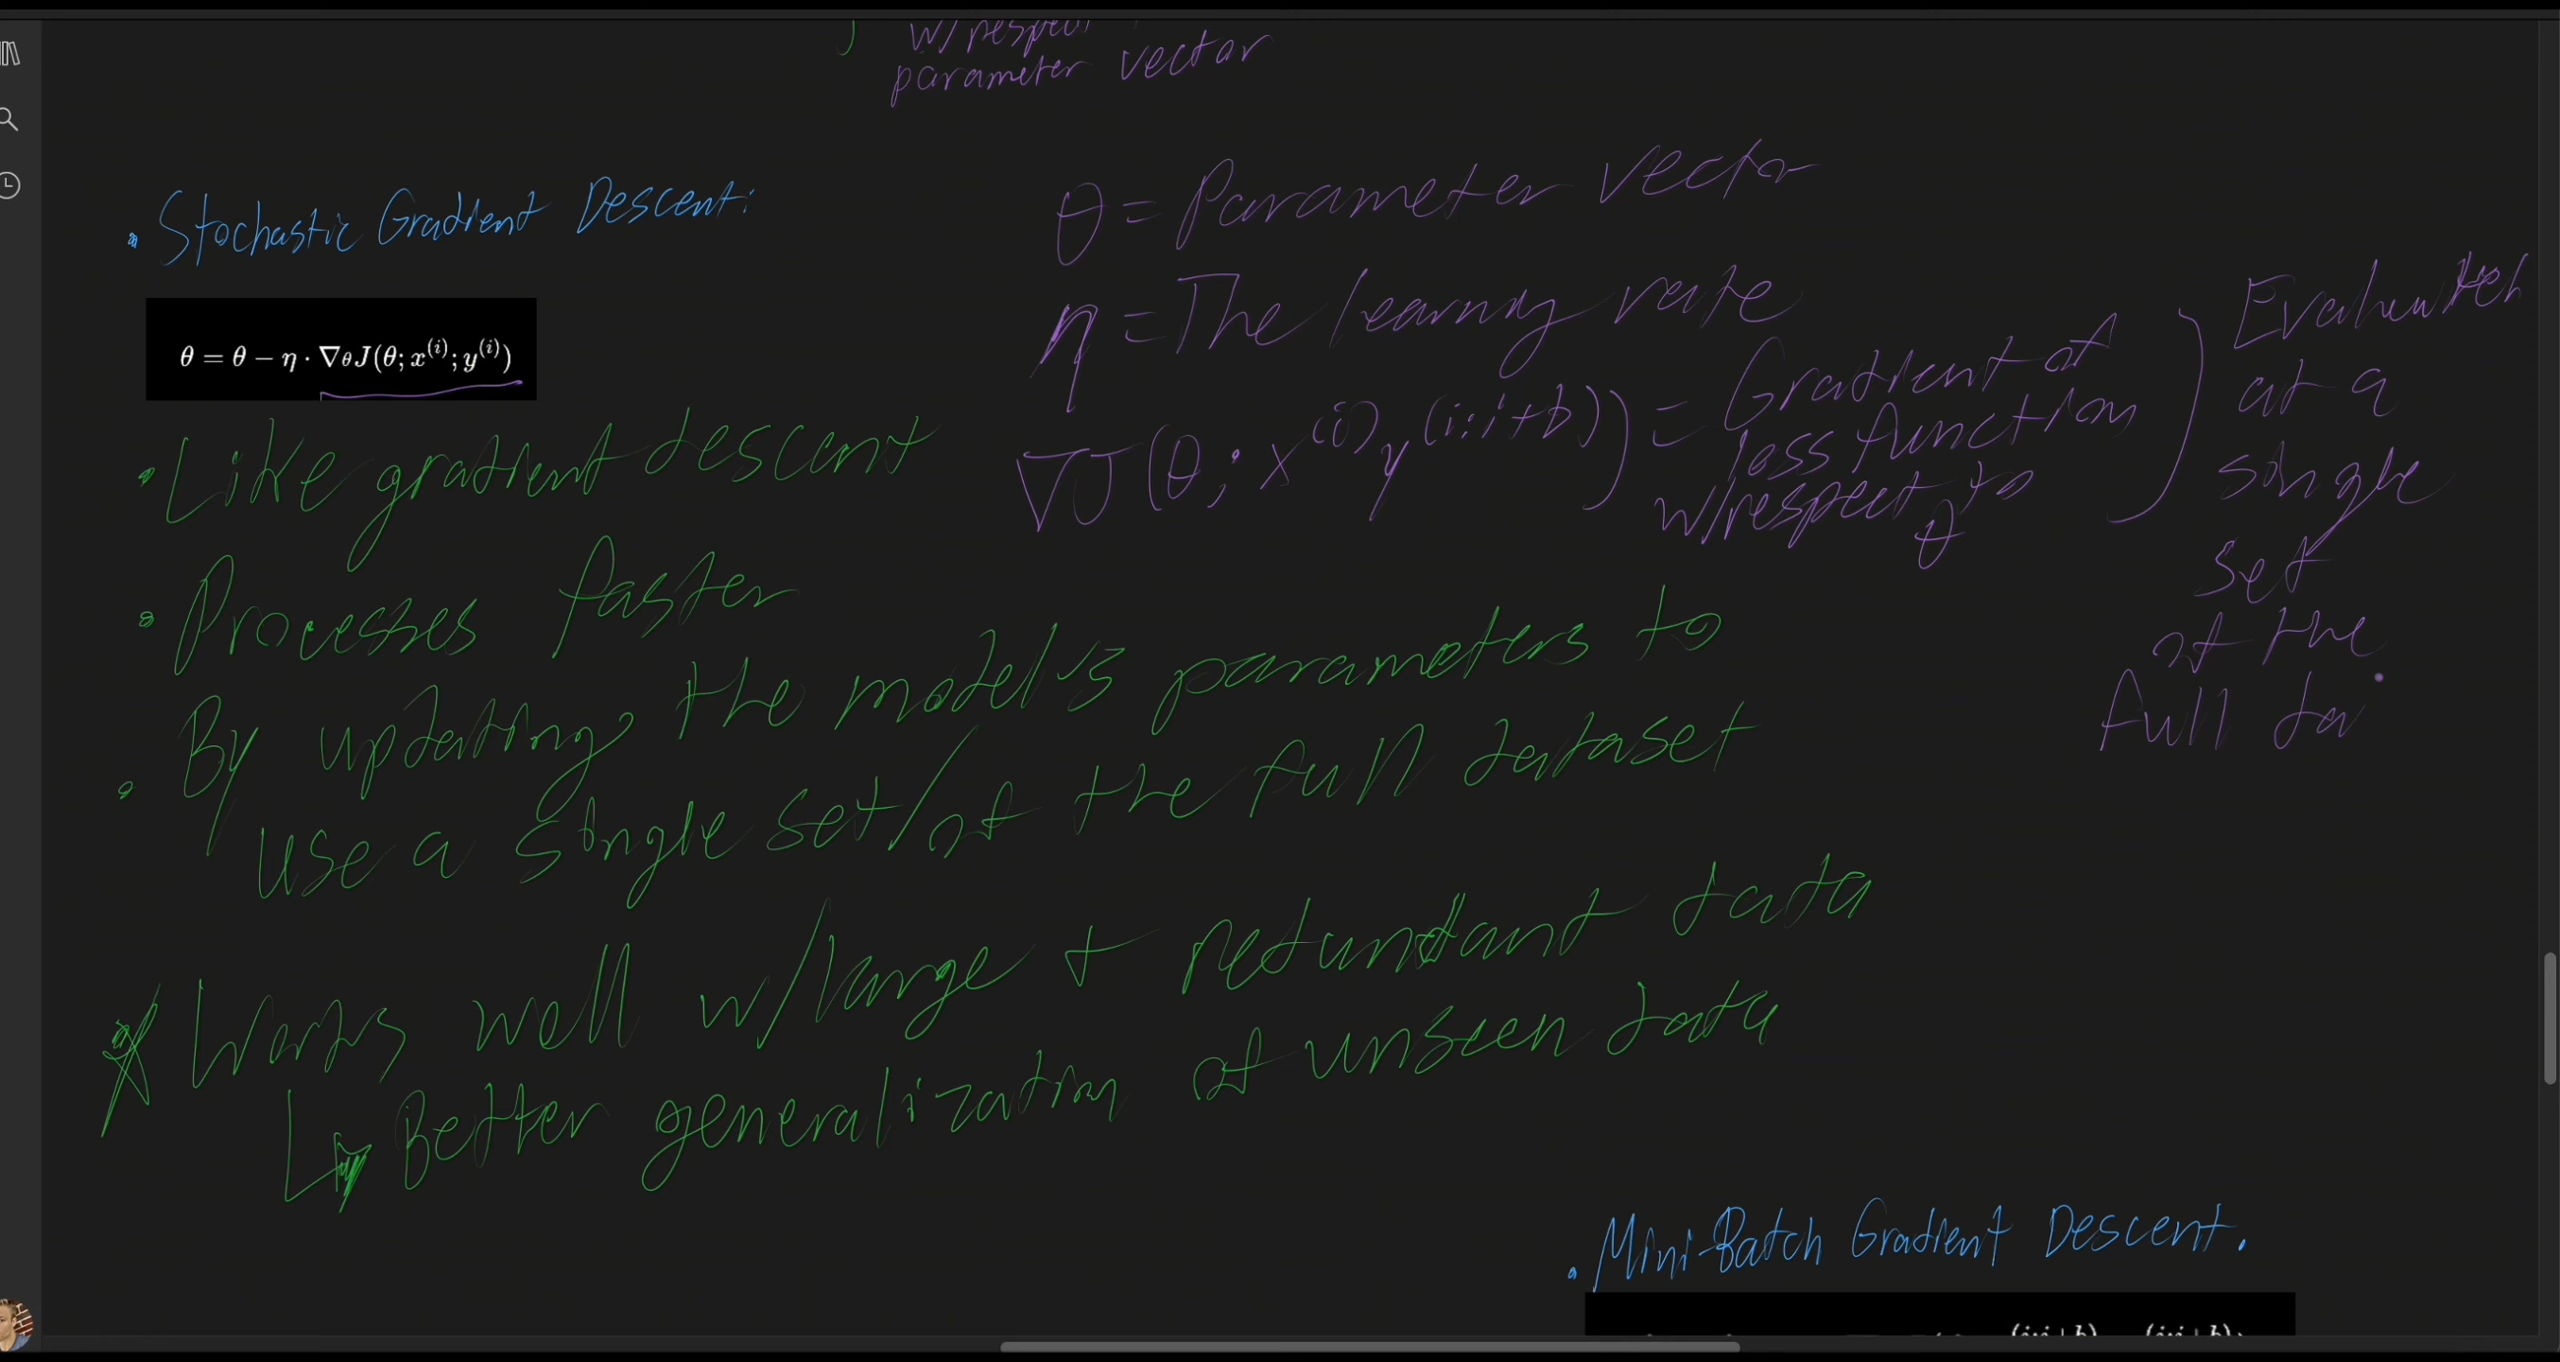 w/respect
parameter vector
• Stochastic Gradient Descent:
θ = θ − η · ∇θJ(θ; x^(i); y^(i))
• Like gradient descent
• Processes faster
• By updating the model's parameters to
use a single set/of the full dataset
* Works well w/large + redundant data
↳ Better generalization of unseen data
θ = Parameter vector
η = The learning rate
∇J(θ; x^(i) y^(i:i+b)) = Gradient of
loss function
w/respect to
θ
Evaluated
at a
single
set
of the
full da
• Mini-Batch Gradient Descent.
(i:i+b) (i:i+b)